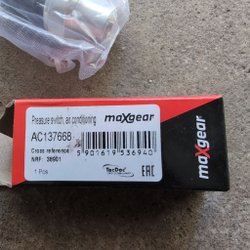 Pressure switch, air conditioning
maxgear
AC137668
Cross reference
NRF: 38901
5 901619 536940
1 Pcs
TecDoc
EAC
maxgear